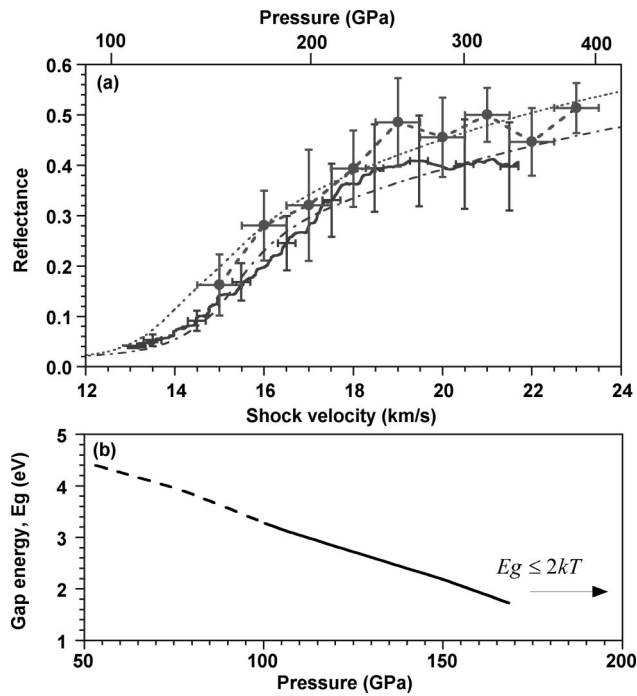 Pressure (GPa)
100 200 300 400
(a)
Reflectance
0.6
0.5
0.4
0.3
0.2
0.1
0.0
12 14 16 18 20 22 24
Shock velocity (km/s)
(b)
Gap energy, Eg (eV)
5
4
3
2
1
Eg ≤ 2kT
50 100 150 200
Pressure (GPa)